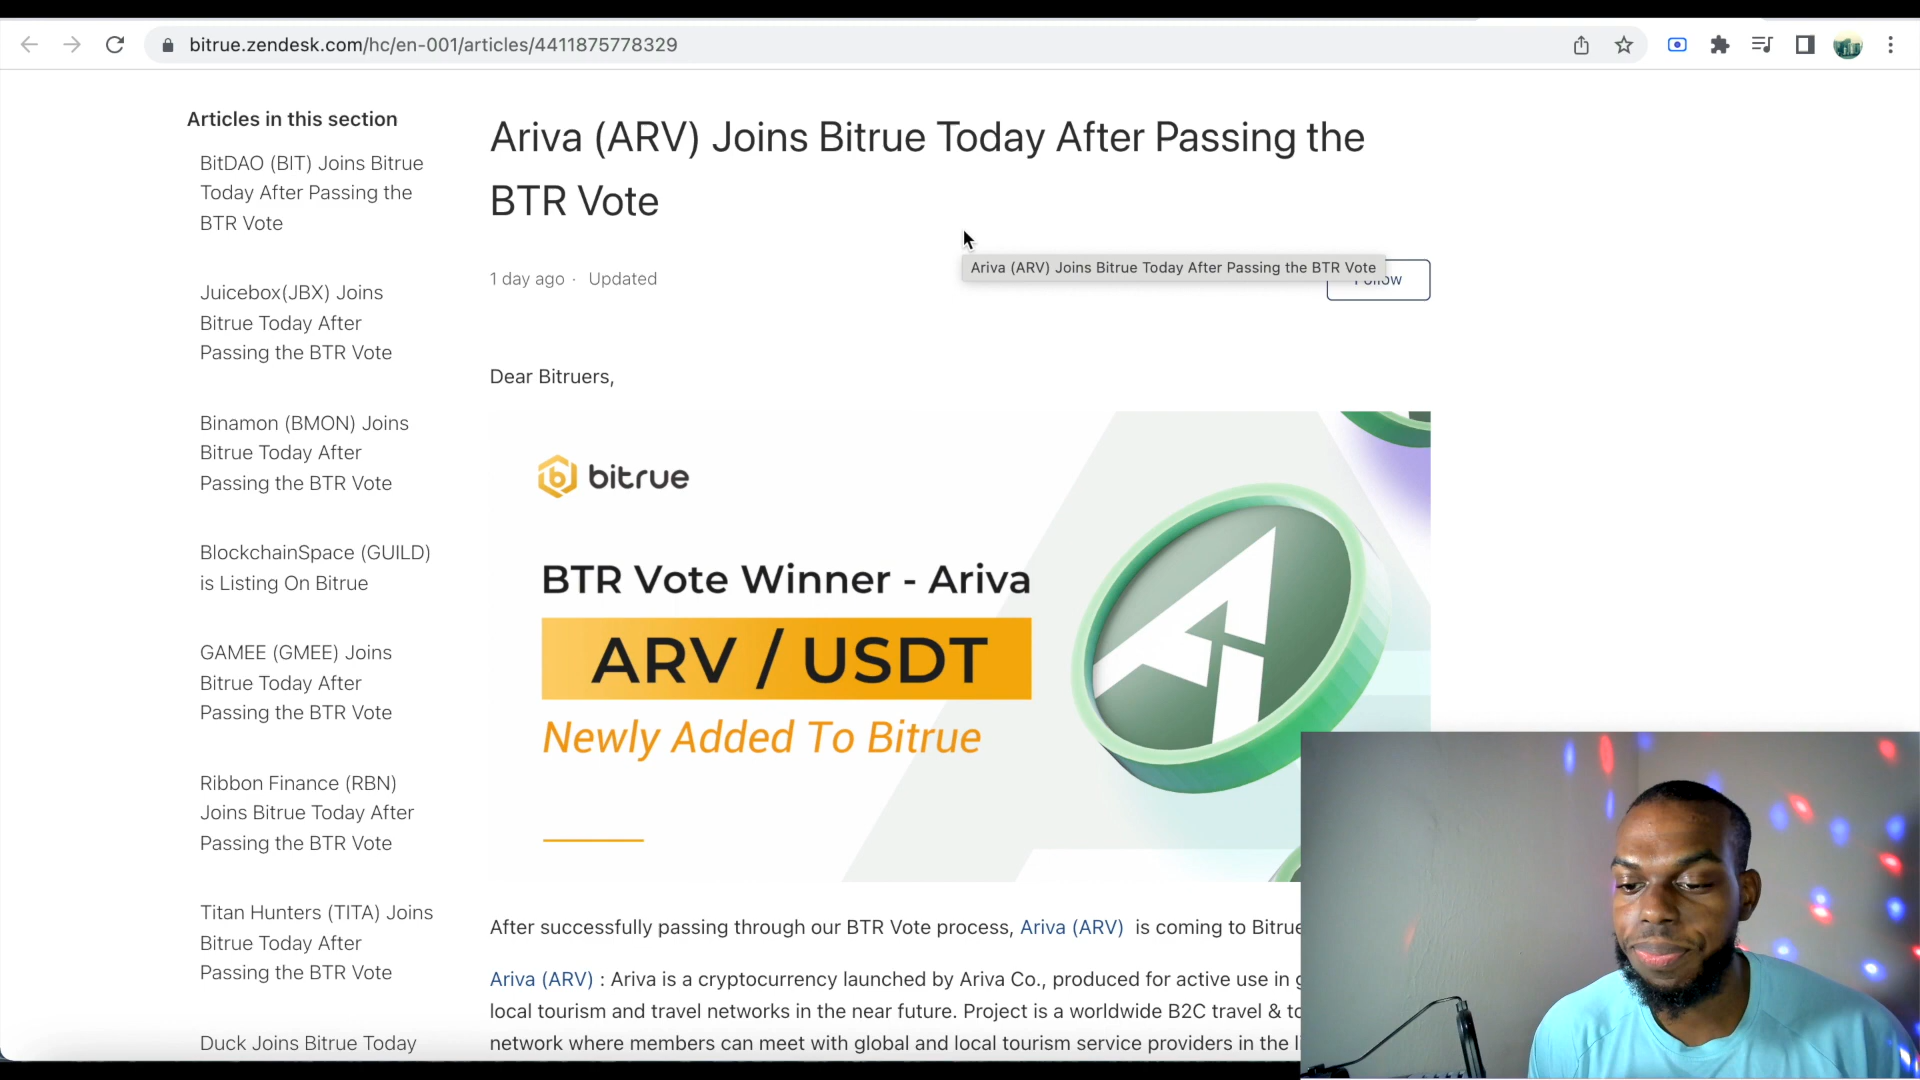 bitrue.zendesk.com/hc/en-001/articles/4411875778329
Articles in this section
BitDAO (BIT) Joins Bitrue
Today After Passing the
BTR Vote
Juicebox(JBX) Joins
Bitrue Today After
Passing the BTR Vote
Binamon (BMON) Joins
Bitrue Today After
Passing the BTR Vote
BlockchainSpace (GUILD)
is Listing On Bitrue
GAMEE (GMEE) Joins
Bitrue Today After
Passing the BTR Vote
Ribbon Finance (RBN)
Joins Bitrue Today After
Passing the BTR Vote
Titan Hunters (TITA) Joins
Bitrue Today After
Passing the BTR Vote
Duck Joins Bitrue Today
Ariva (ARV) Joins Bitrue Today After Passing the
BTR Vote
1 day ago · Updated
Ariva (ARV) Joins Bitrue Today After Passing the BTR Vote
Follow
Dear Bitruers,
bitrue
BTR Vote Winner - Ariva
ARV / USDT
Newly Added To Bitrue
After successfully passing through our BTR Vote process, Ariva (ARV) is coming to Bitrue
Ariva (ARV) : Ariva is a cryptocurrency launched by Ariva Co., produced for active use in
local tourism and travel networks in the near future. Project is a worldwide B2C travel &
network where members can meet with global and local tourism service providers in the